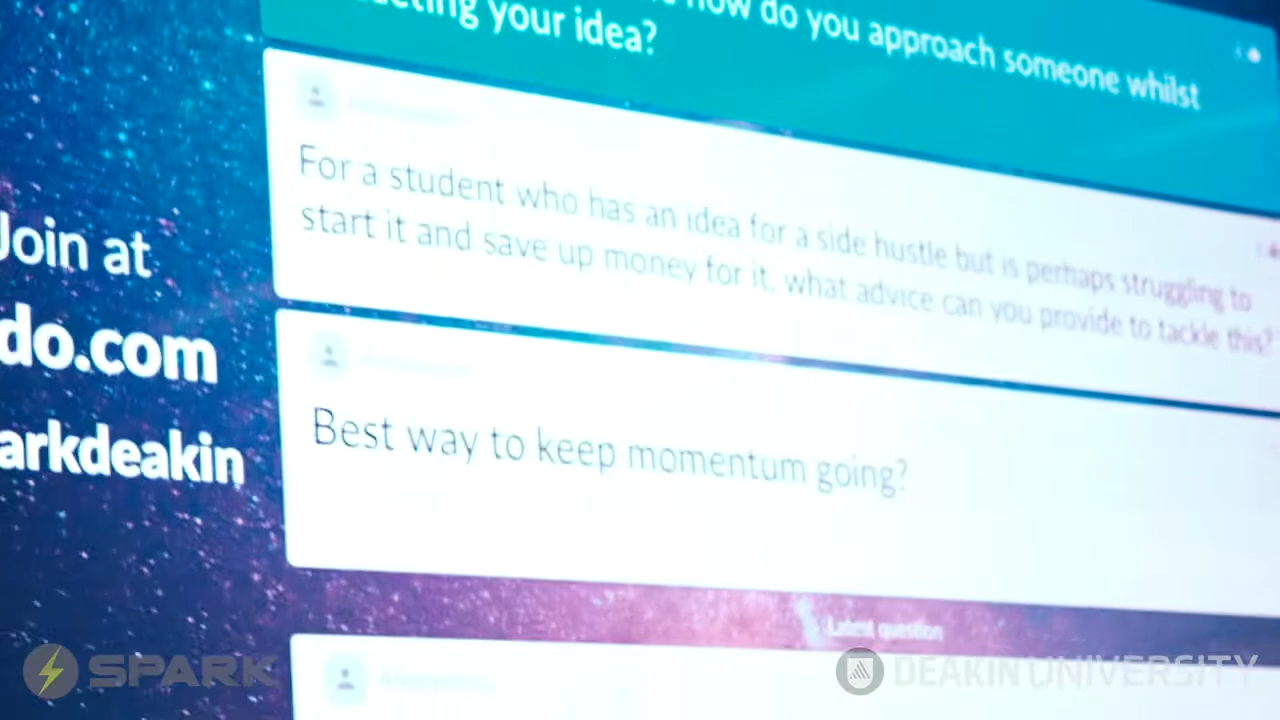 now do you approach someone whilst
your idea?
For a student who has an idea for a side hustle but is perhaps struggling to
start it and save up money for it, what advice can you provide to tackle this?
Join at
do.com
arkdeakin
Best way to keep momentum going?
Latest question
SPARK
DEAKIN UNIVERSITY